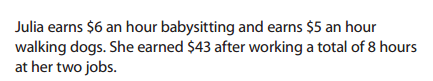 Julia earns $6 an hour babysitting and earns $5 an hour
walking dogs. She earned $43 after working a total of 8 hours
at her two jobs.